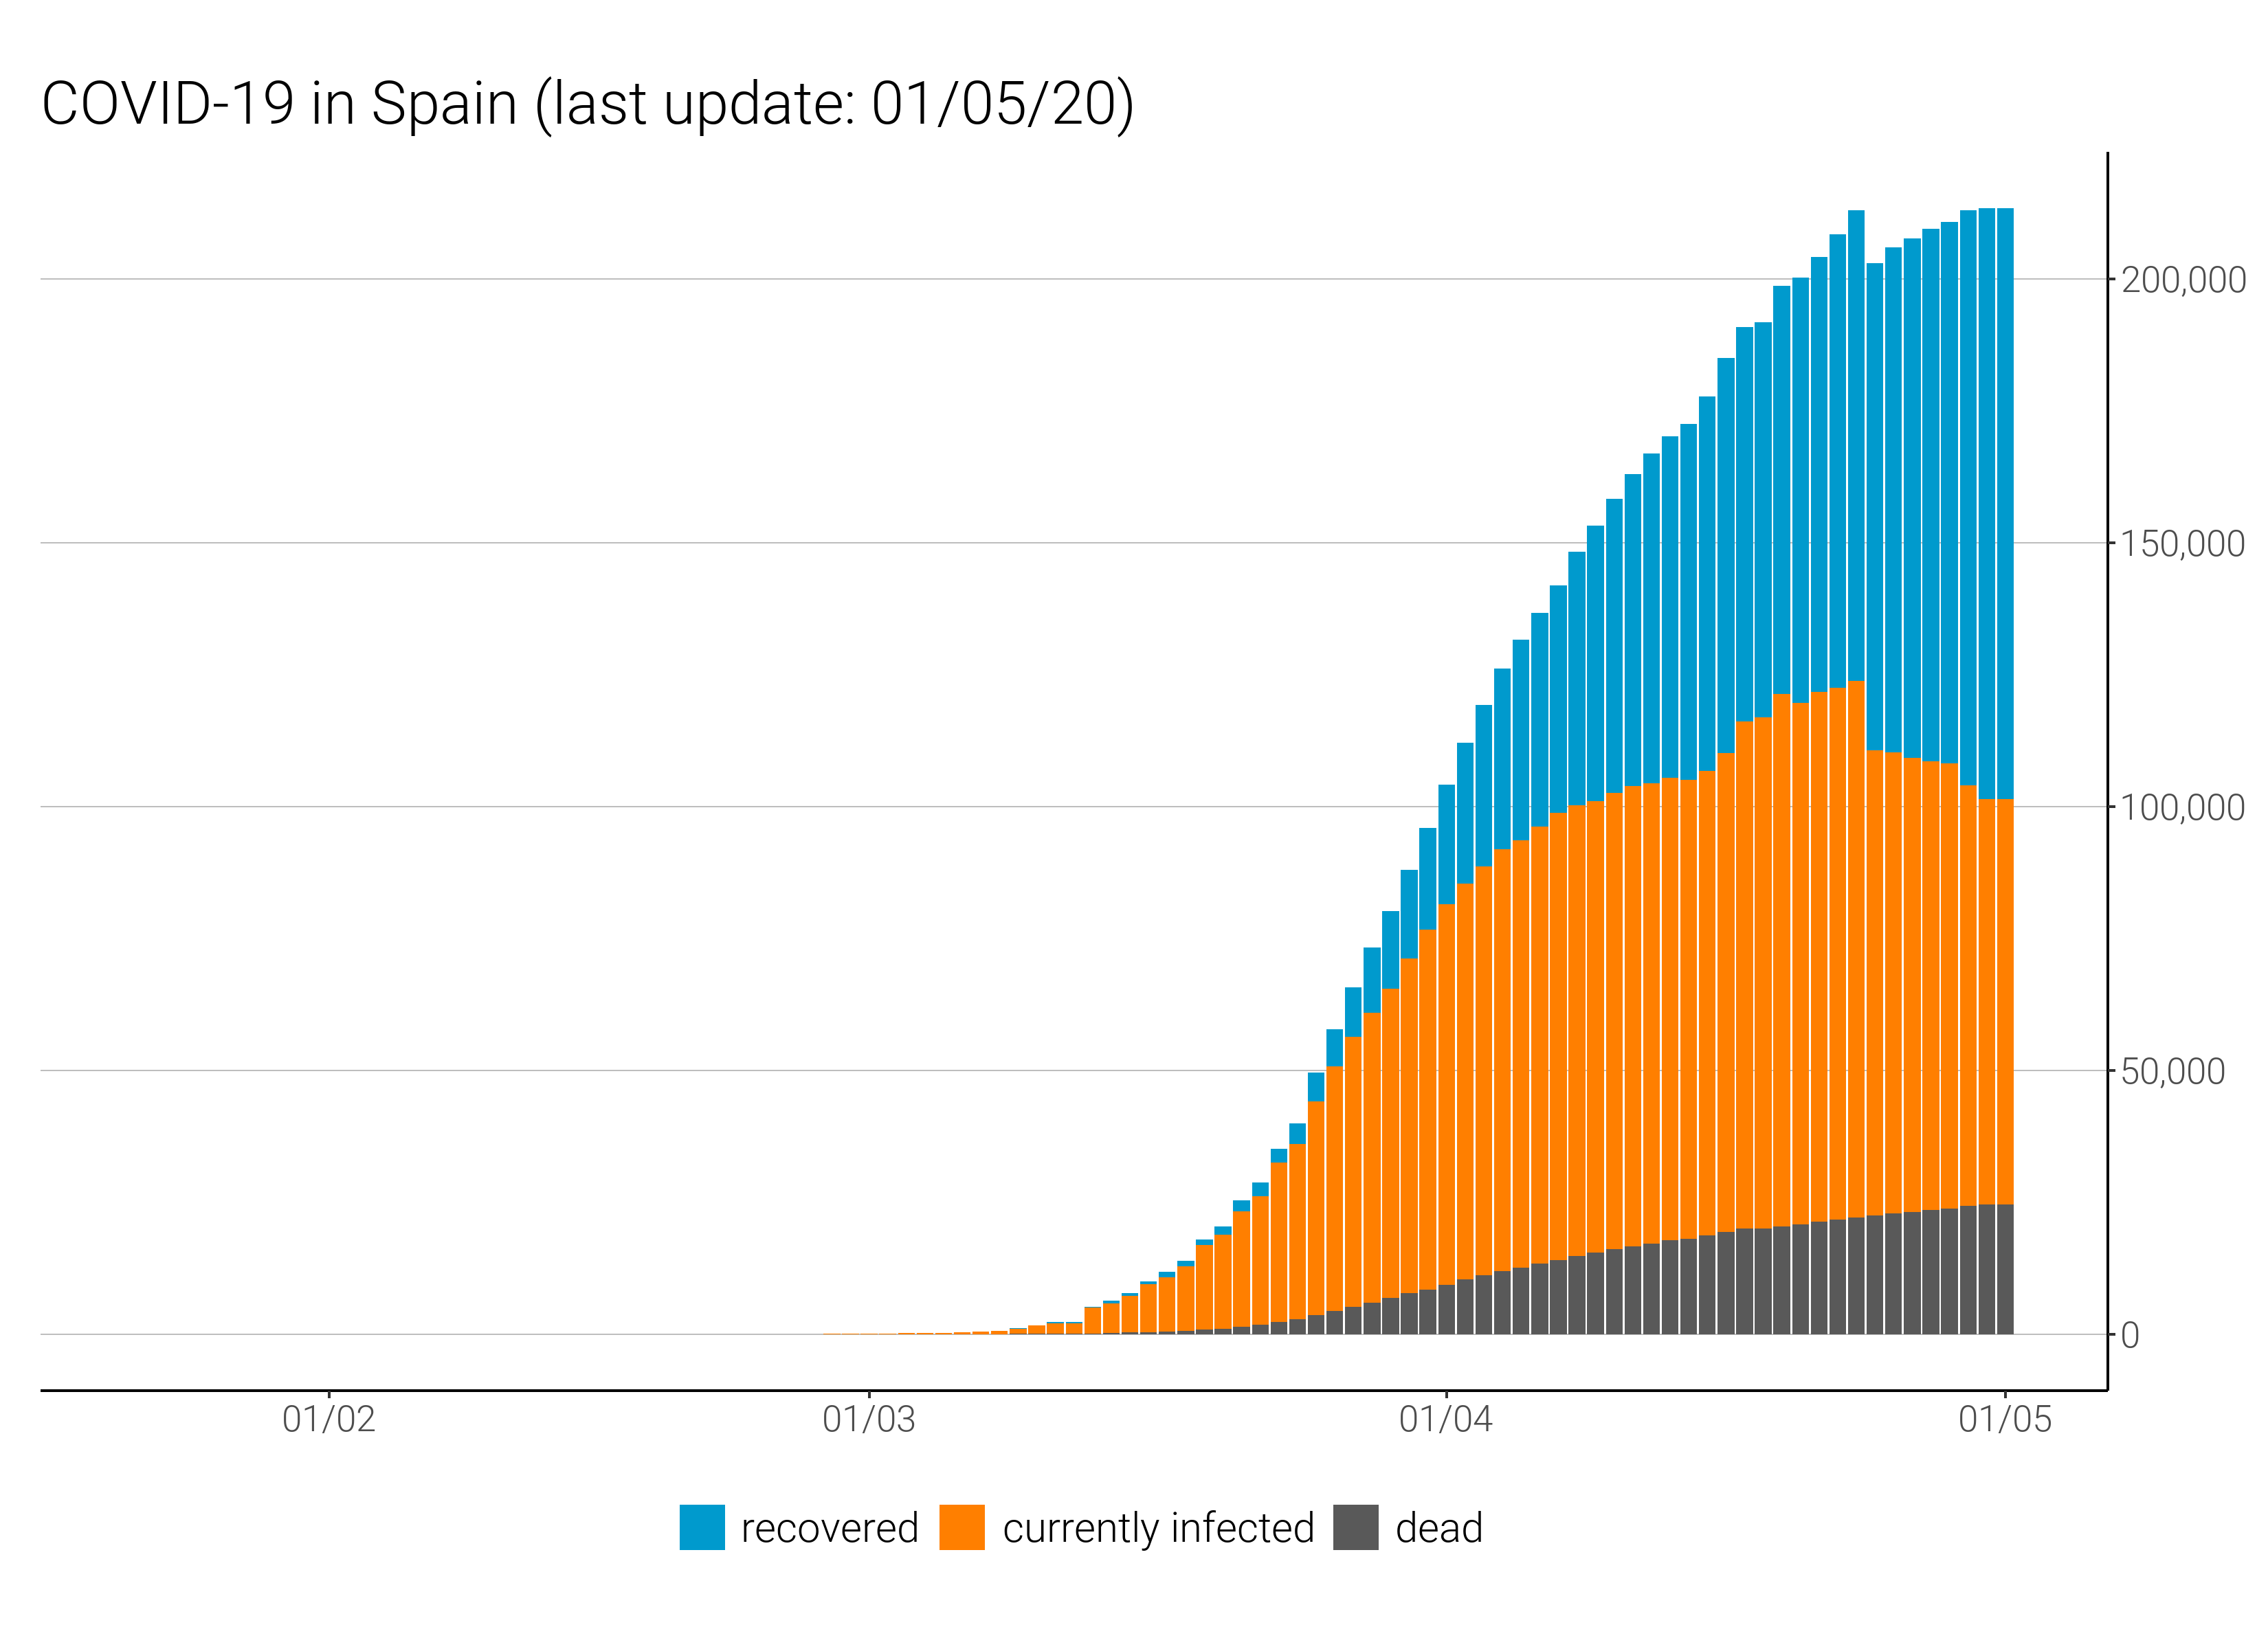 COVID-19 in Spain (last update: 01/05/20)
200,000
150,000
100,000
50,000
0
01/02 01/03 01/04 01/05
recovered currently infected dead